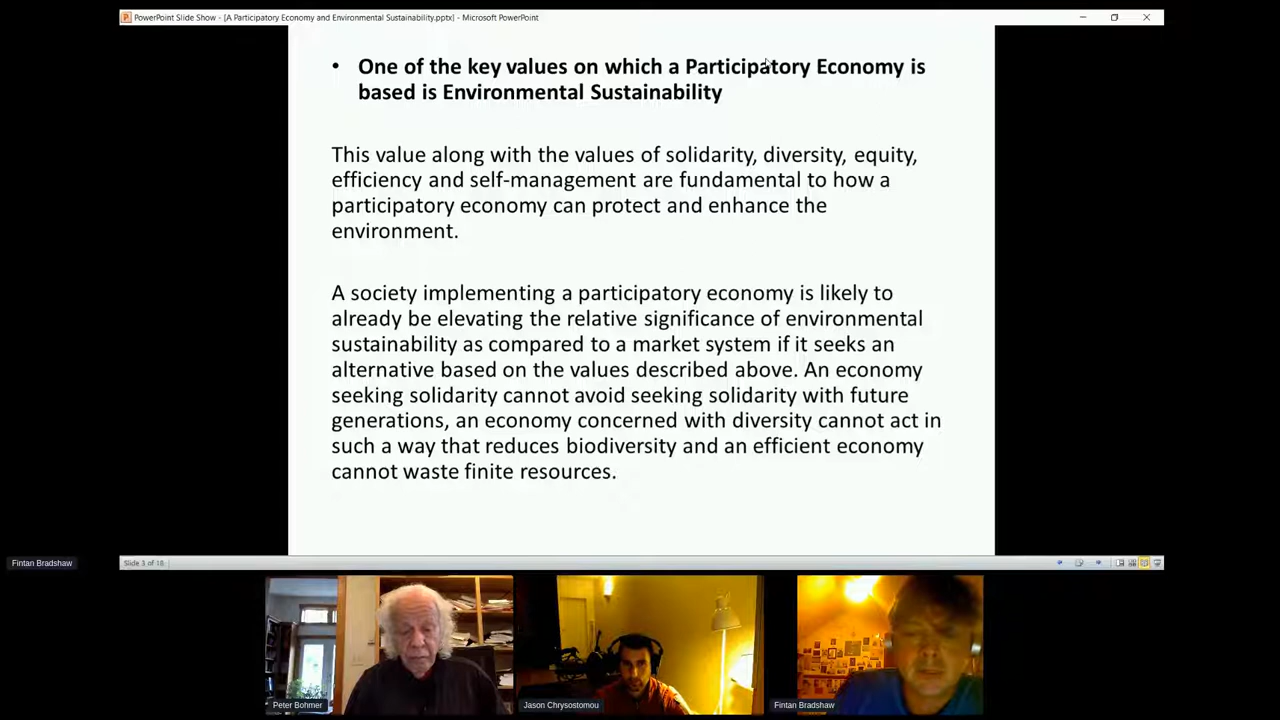 PowerPoint Slide Show - [A Participatory Economy and Environmental Sustainability.pptx] - Microsoft PowerPoint
• One of the key values on which a Participatory Economy is
based is Environmental Sustainability
This value along with the values of solidarity, diversity, equity,
efficiency and self-management are fundamental to how a
participatory economy can protect and enhance the
environment.
A society implementing a participatory economy is likely to
already be elevating the relative significance of environmental
sustainability as compared to a market system if it seeks an
alternative based on the values described above. An economy
seeking solidarity cannot avoid seeking solidarity with future
generations, an economy concerned with diversity cannot act in
such a way that reduces biodiversity and an efficient economy
cannot waste finite resources.
Fintan Bradshaw
Slide 3 of 18
Peter Bohmer
Jason Chrysostomou
Fintan Bradshaw